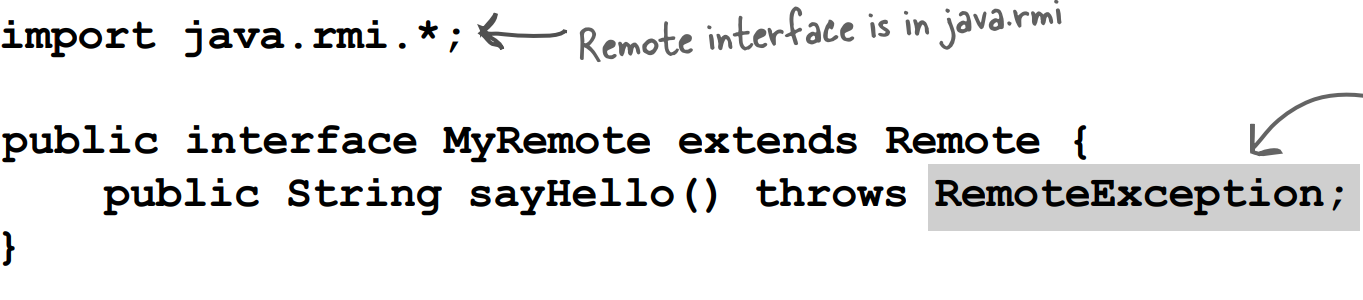 import java.rmi.*; Remote interface is in java.rmi
public interface MyRemote extends Remote {
public String sayHello() throws RemoteException;
}